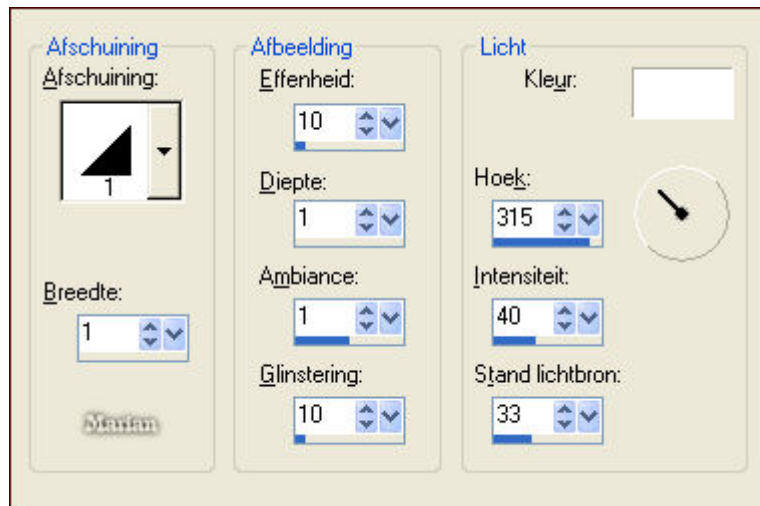 Afschuining
Afschuining:
1
Breedte:
1
Marian
Afbeelding
Effenheid:
10
Diepte:
1
Ambiance:
1
Glinstering:
10
Licht
Kleur:
Hoek:
315
Intensiteit:
40
Stand lichtbron:
33